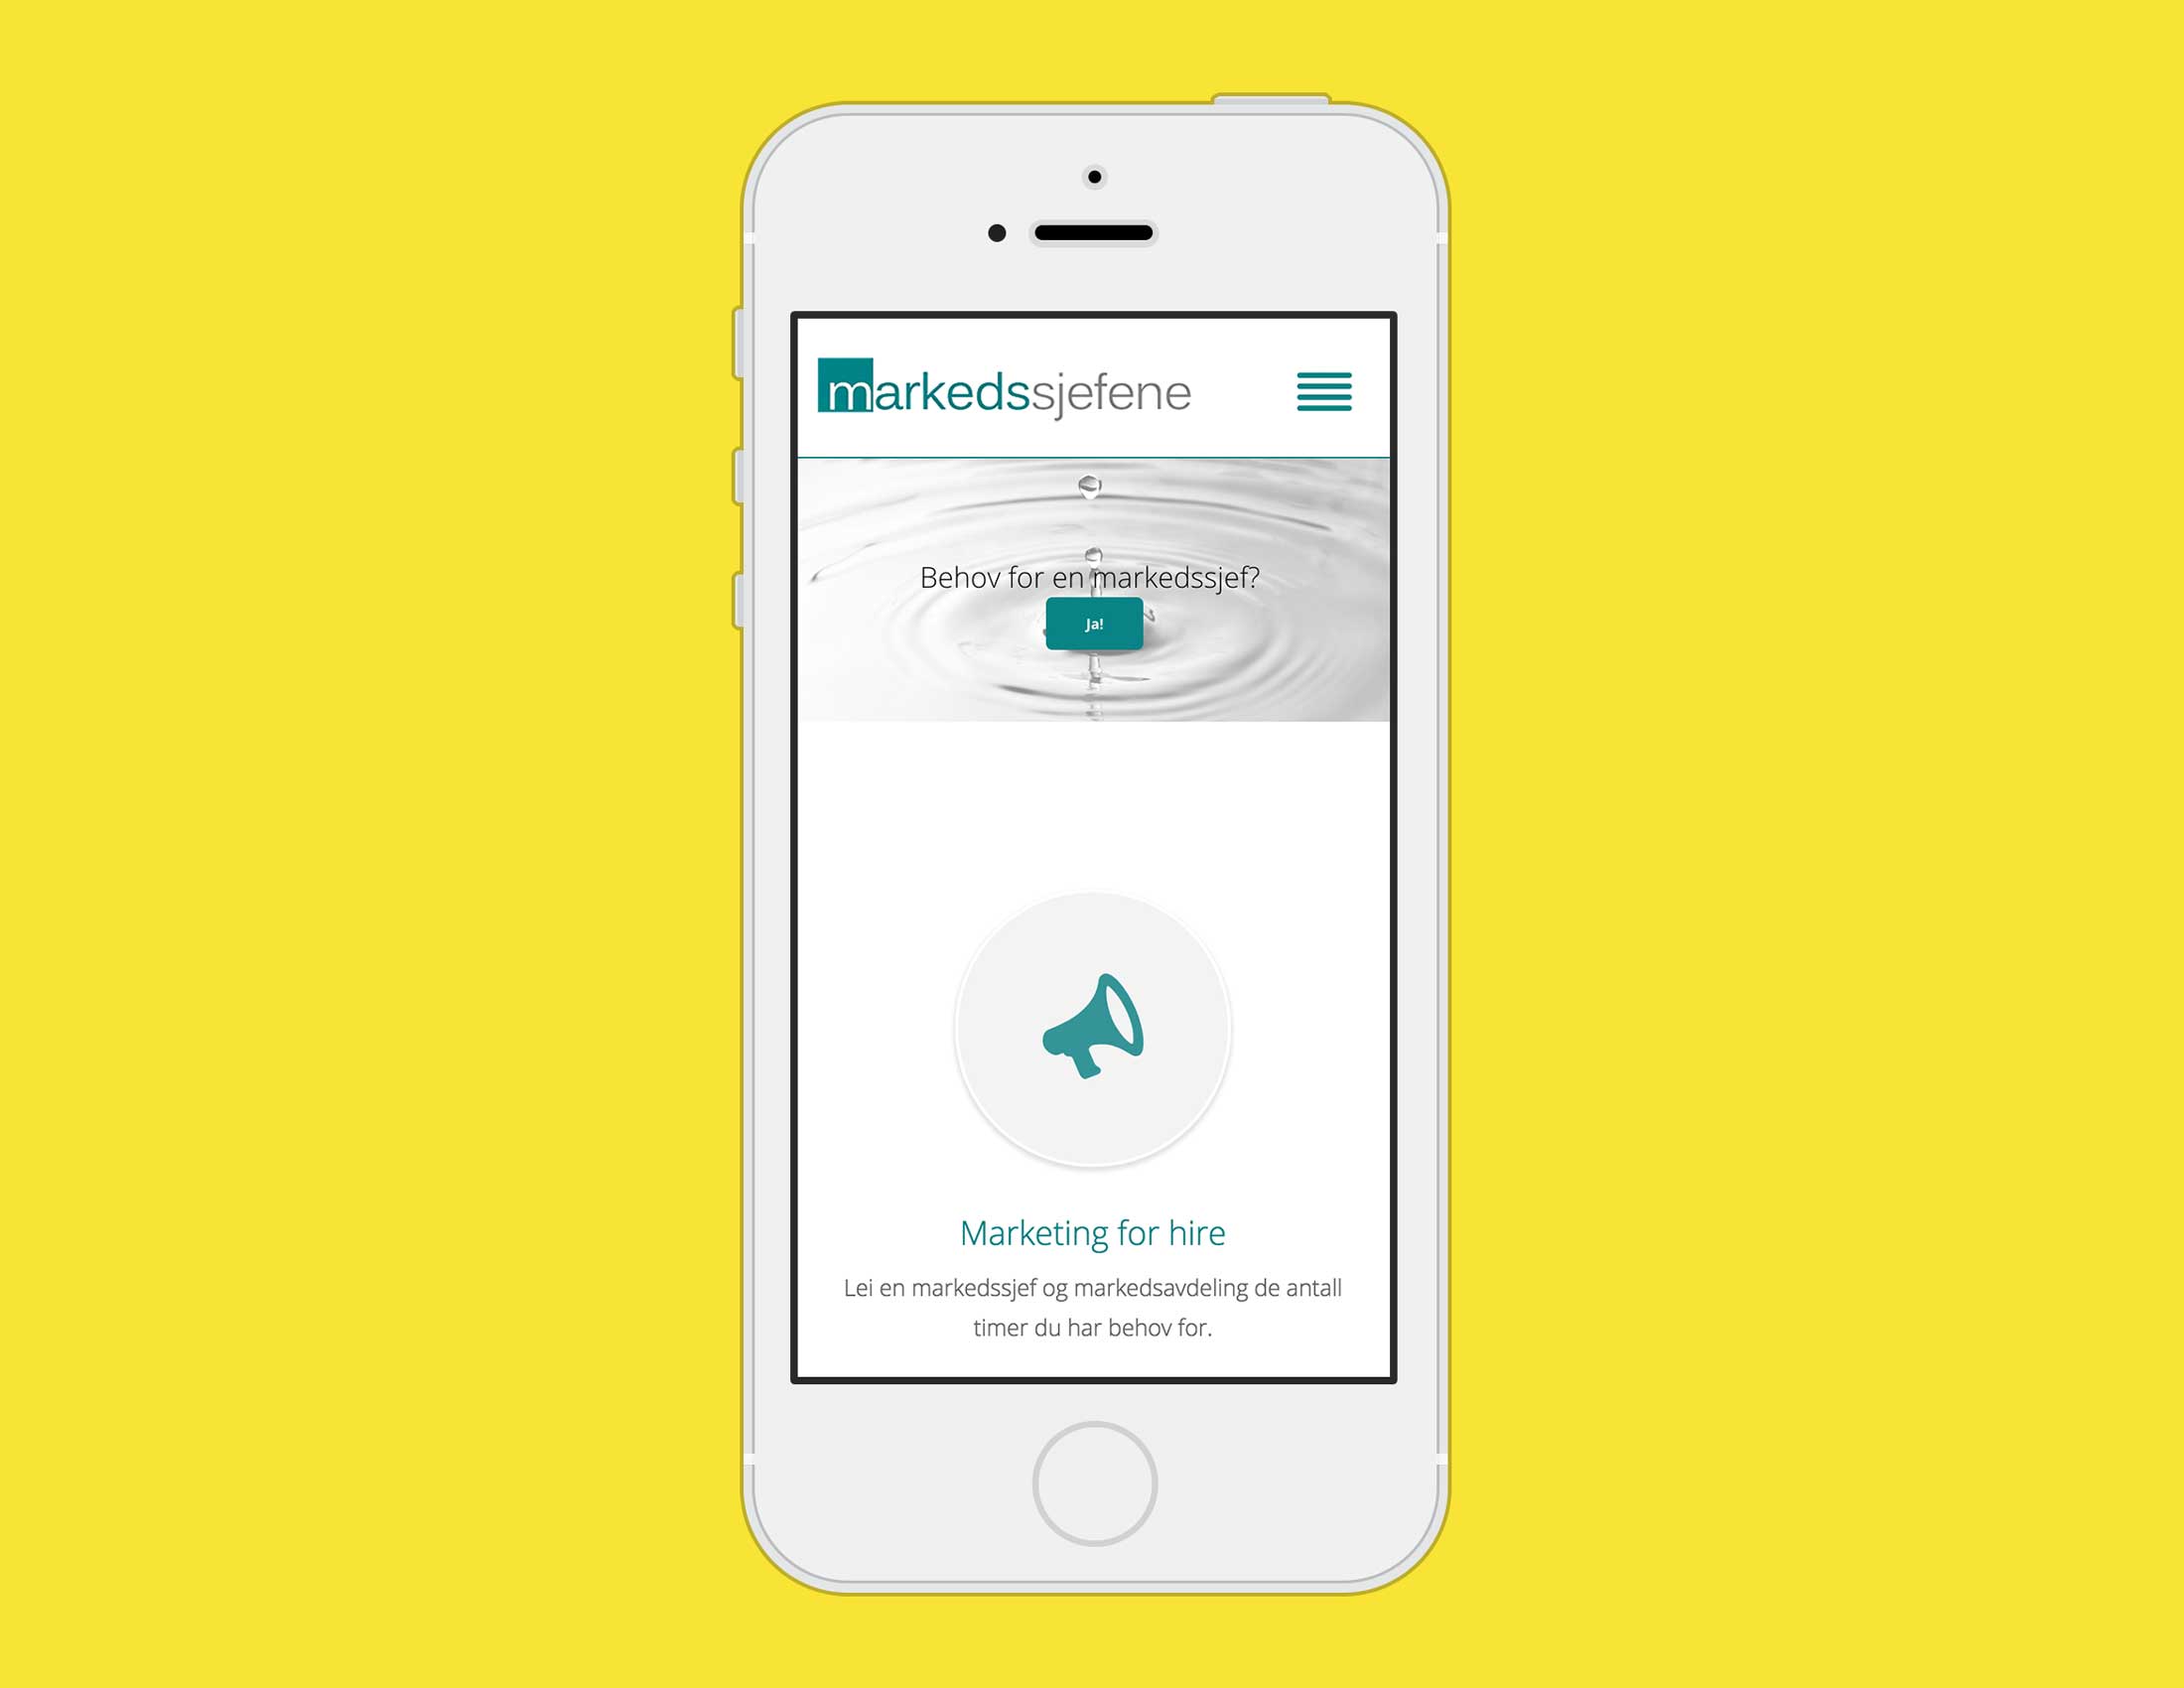 markedssjefene
Behov for en markedssjef?
Ja!
Marketing for hire
Lei en markedssjef og markedsavdeling de antall
timer du har behov for.